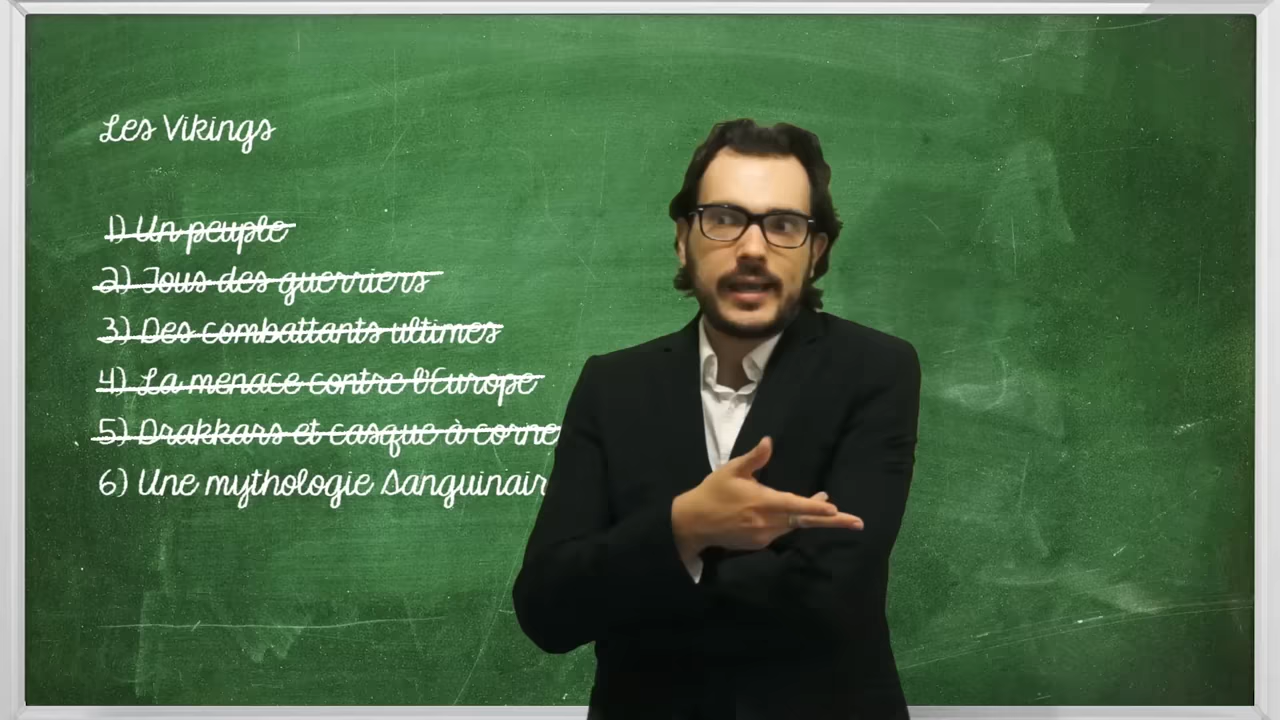 Les Vikings
1) Un peuple
2) Tous des guerriers
3) Des combattants ultimes
4) La menace contre l'Europe
5) Drakkars et casque à corne
6) Une mythologie sanguinair